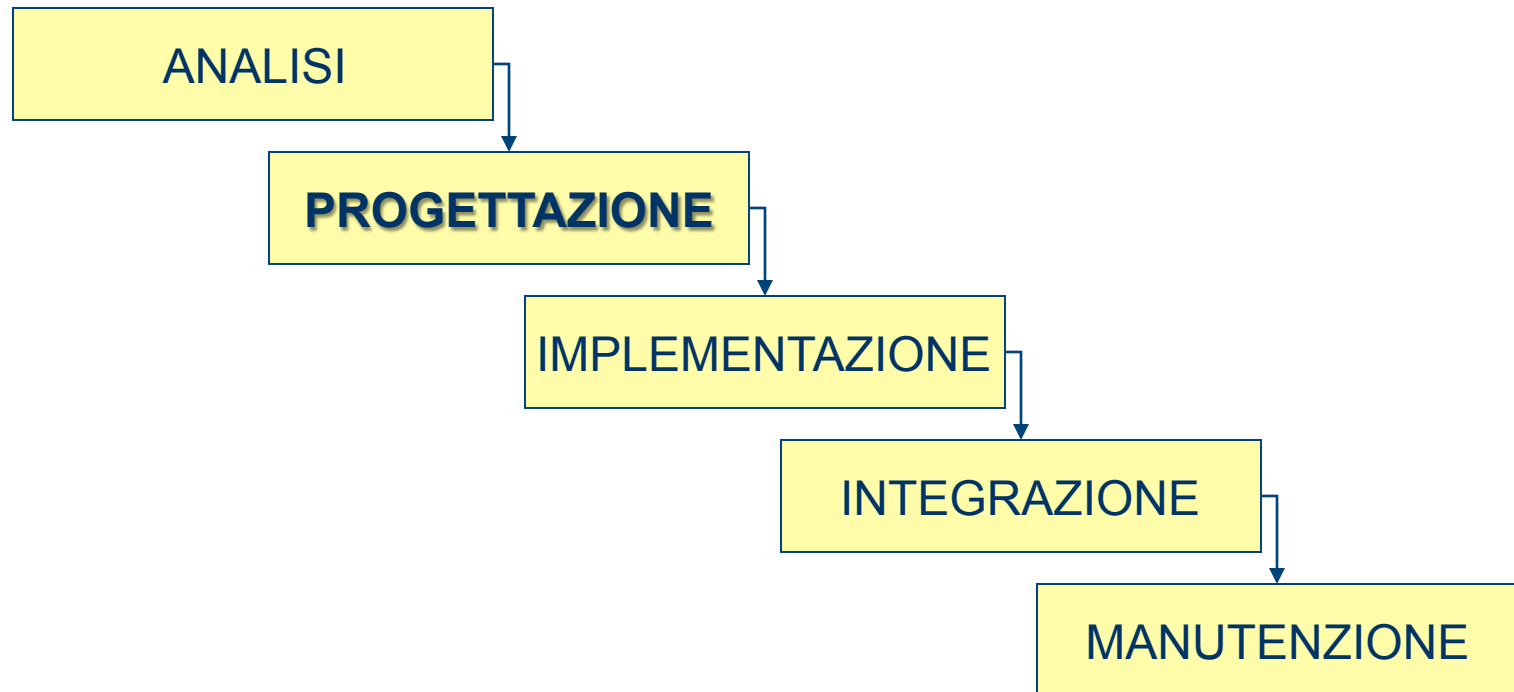 ANALISI
PROGETTAZIONE
IMPLEMENTAZIONE
INTEGRAZIONE
MANUTENZIONE